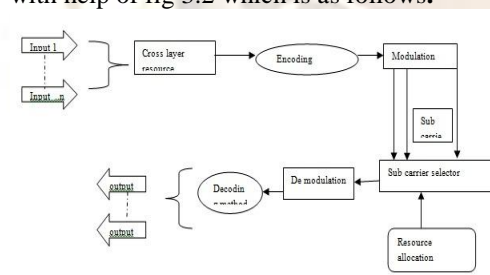 with help of fig 3.2 which is as follows.
Input 1
Input ..n
Cross layer
resource
Encoding
Modulation
Sub
carrie
Sub carrier selector
De modulation
Decodin
g method
output
output
Resource
allocation